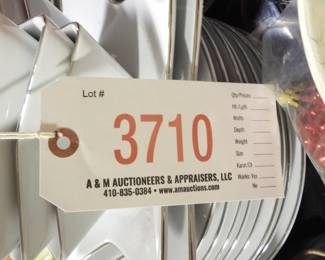 Lot #
3710
A & M AUCTIONEERS & APPRAISERS, LLC
410-835-0384 • www.amauctions.com
Qty/Pieces
Ht./Lgth.
Width
Depth
Weight
Size
Karat/Ct
Works: Yes
No